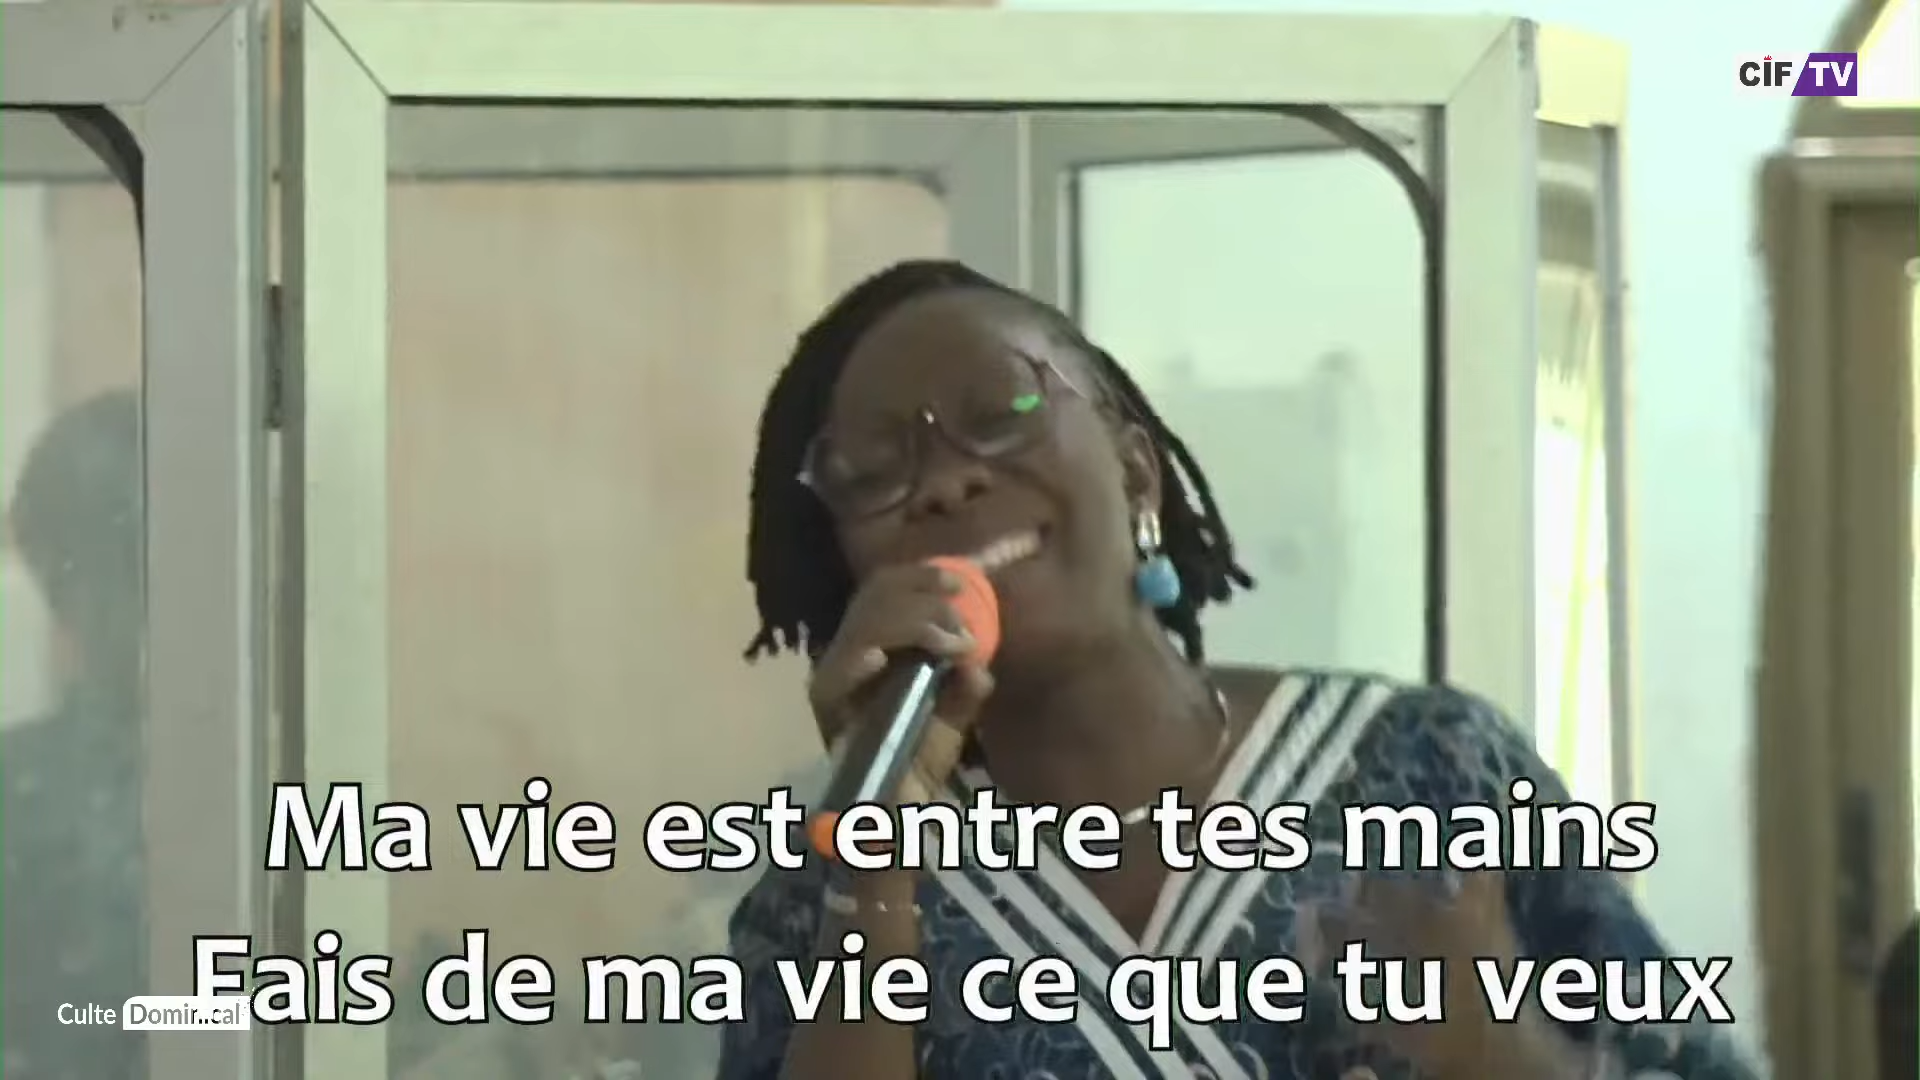 CIF TV
Ma vie est entre tes mains
Fais de ma vie ce que tu veux
Culte